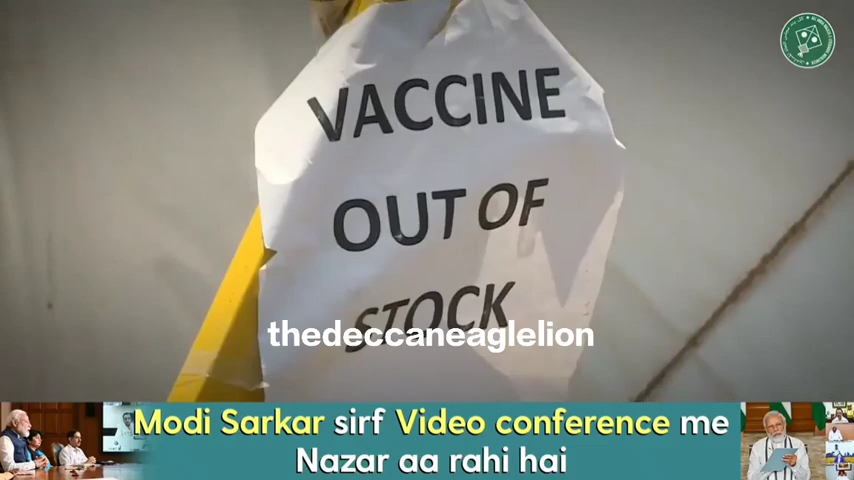 VACCINE
OUT OF
STOCK
thedeccaneaglelion
Modi Sarkar sirf Video conference me
Nazar aa rahi hai